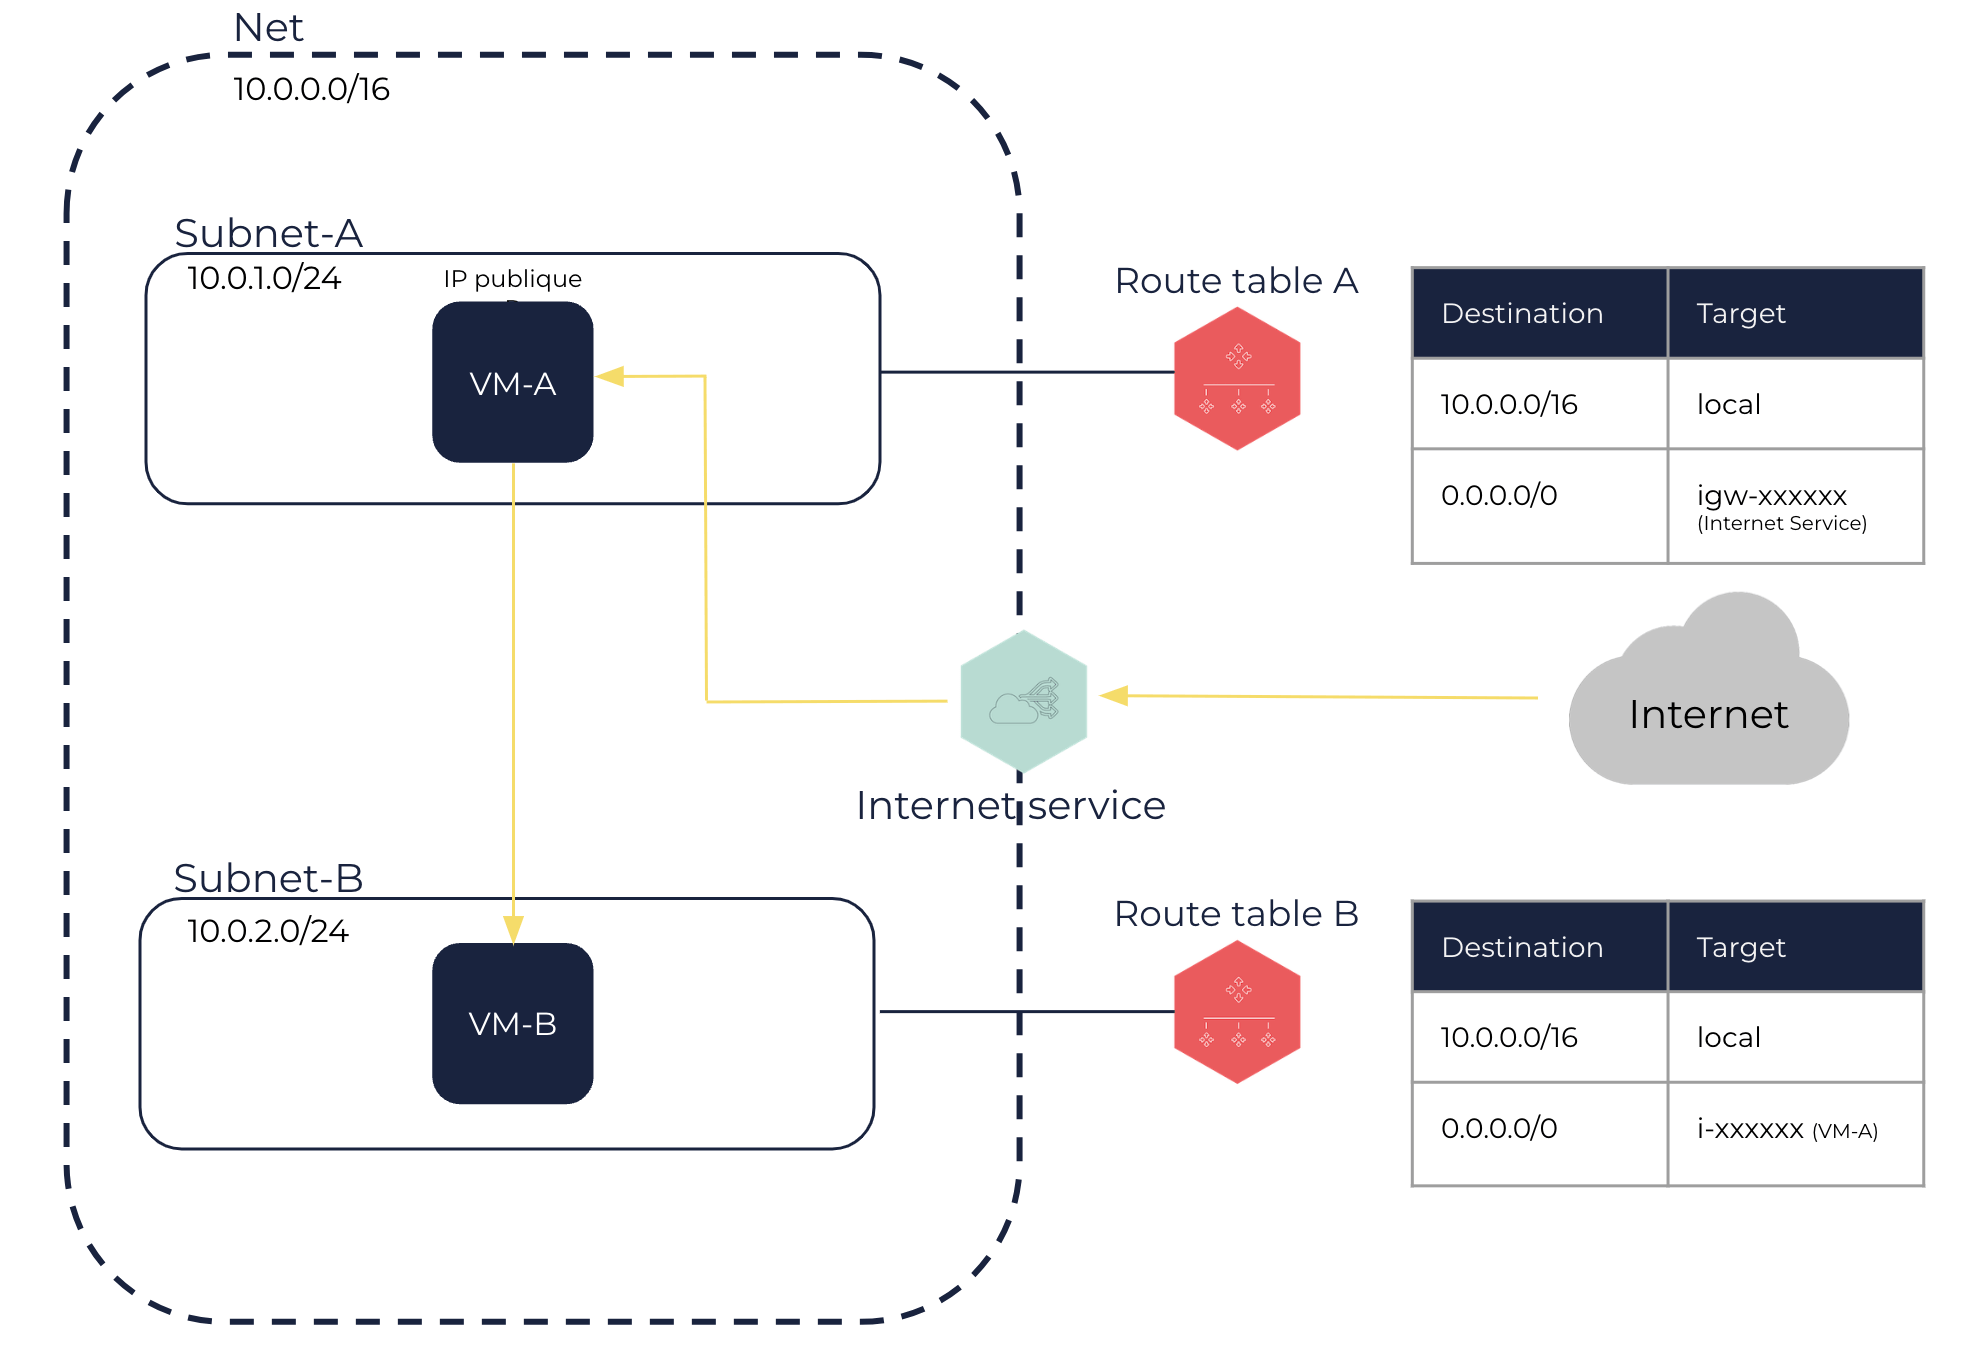 Net
10.0.0.0/16
Subnet-A
10.0.1.0/24
IP publique
VM-A
Route table A
Destination Target
10.0.0.0/16 local
0.0.0.0/0 igw-xxxxxx
(Internet Service)
Internet
Internet service
Subnet-B
10.0.2.0/24
VM-B
Route table B
Destination Target
10.0.0.0/16 local
0.0.0.0/0 i-xxxxxx (VM-A)